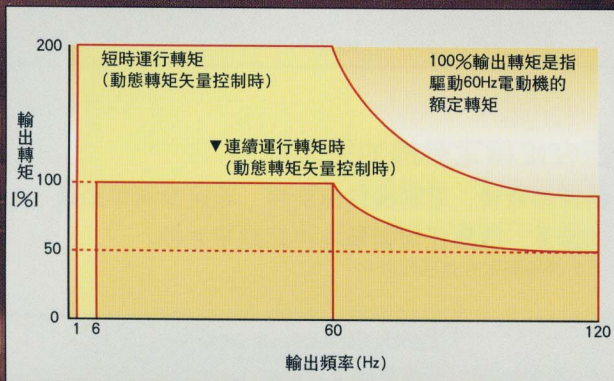 200
短時運行轉矩
(動態轉矩矢量控制時)
100%輸出轉矩是指
驅動60Hz電動機的
額定轉矩
▼連續運行轉矩時
(動態轉矩矢量控制時)
輸出轉矩
[%]
100
50
0
1 6 60 120
輸出頻率(Hz)